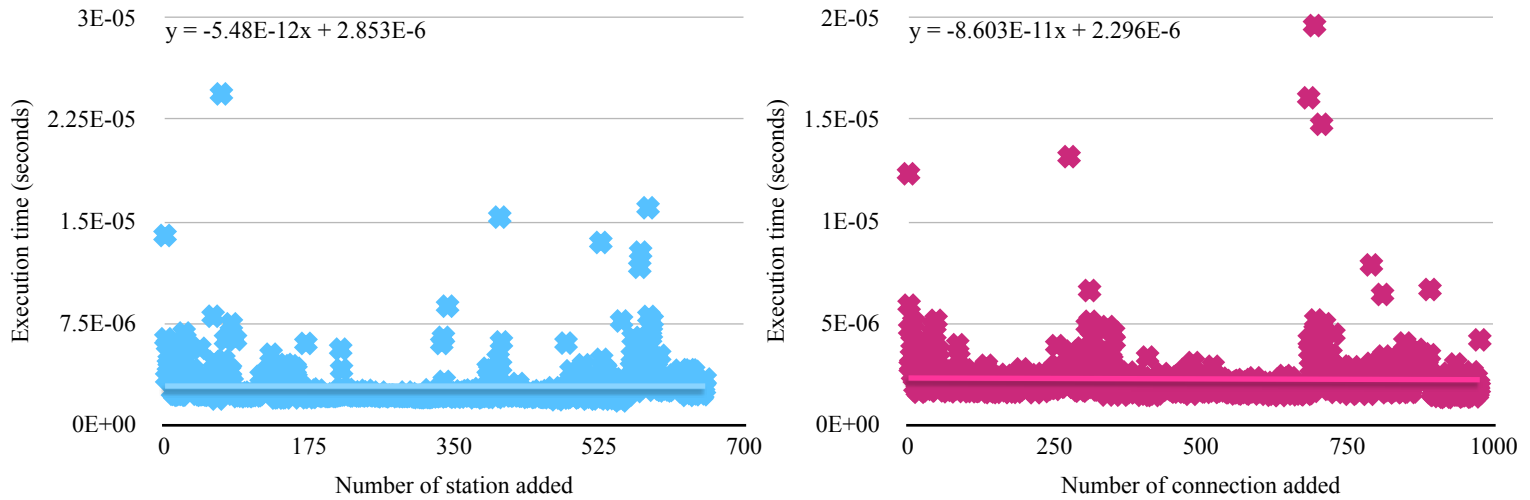 3E-05
y = -5.48E-12x + 2.853E-6
2.25E-05
1.5E-05
7.5E-06
0E+00
Execution time (seconds)
0 175 350 525 700
Number of station added
2E-05
y = -8.603E-11x + 2.296E-6
1.5E-05
1E-05
5E-06
0E+00
Execution time (seconds)
0 250 500 750 1000
Number of connection added